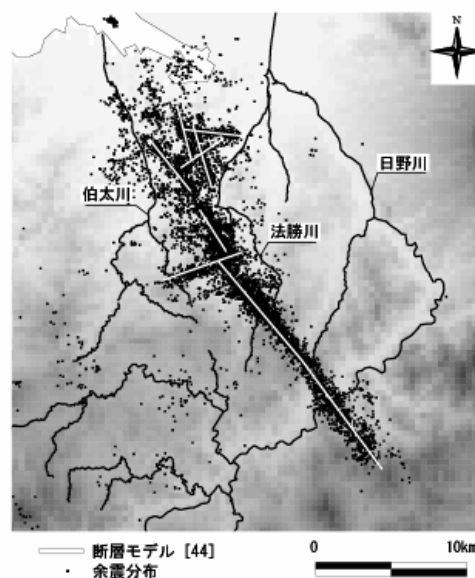 日野川
伯太川
法勝川
断層モデル [44]
余震分布
0 10km